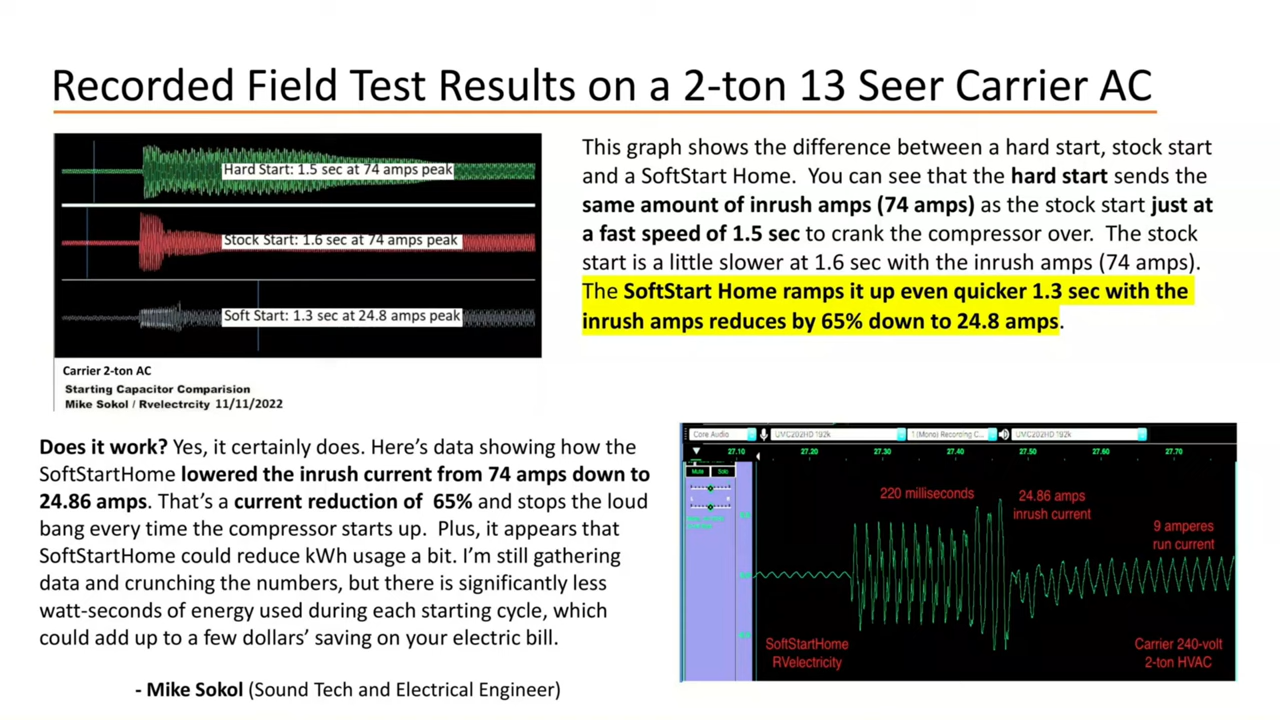 Recorded Field Test Results on a 2-ton 13 Seer Carrier AC
Hard Start: 1.5 sec at 74 amps peak
Stock Start: 1.6 sec at 74 amps peak
Soft Start: 1.3 sec at 24.8 amps peak
Carrier 2-ton AC
Starting Capacitor Comparision
Mike Sokol / Rvelectrcity 11/11/2022
This graph shows the difference between a hard start, stock start
and a SoftStart Home. You can see that the hard start sends the
same amount of inrush amps (74 amps) as the stock start just at
a fast speed of 1.5 sec to crank the compressor over. The stock
start is a little slower at 1.6 sec with the inrush amps (74 amps).
The SoftStart Home ramps it up even quicker 1.3 sec with the
inrush amps reduces by 65% down to 24.8 amps.
Does it work? Yes, it certainly does. Here's data showing how the
SoftStartHome lowered the inrush current from 74 amps down to
24.86 amps. That's a current reduction of 65% and stops the loud
bang every time the compressor starts up. Plus, it appears that
SoftStartHome could reduce kWh usage a bit. I'm still gathering
data and crunching the numbers, but there is significantly less
watt-seconds of energy used during each starting cycle, which
could add up to a few dollars' saving on your electric bill.
- Mike Sokol (Sound Tech and Electrical Engineer)
Core Audio UMC202HD 192k 1 (Mono) Recording C... UMC202HD 192k
27.10 27.20 27.30 27.40 27.50 27.60 27.70
Mute Solo
L R
220 milliseconds
24.86 amps
inrush current
9 amperes
run current
SoftStartHome
RVelectricity
Carrier 240-volt
2-ton HVAC